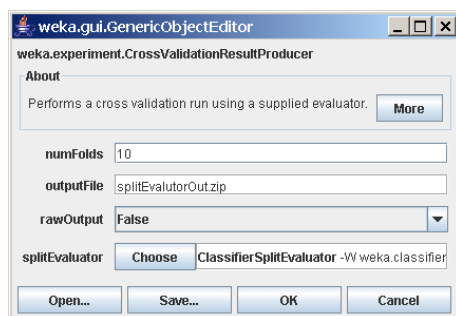 weka.gui.GenericObjectEditor
weka.experiment.CrossValidationResultProducer
About
Performs a cross validation run using a supplied evaluator. More
numFolds 10
outputFile splitEvalutorOut.zip
rawOutput False
splitEvaluator Choose ClassifierSplitEvaluator -W weka.classifier
Open... Save... OK Cancel